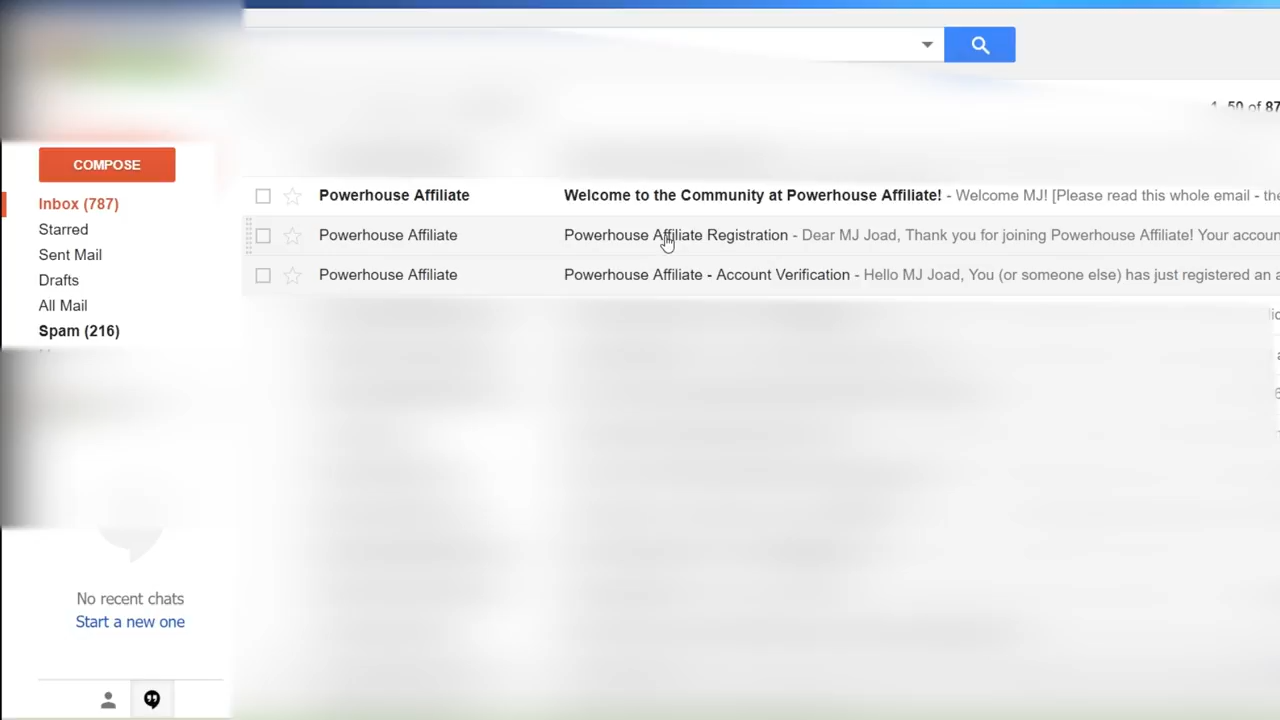 1-50 of 87
COMPOSE
Inbox (787)
Starred
Sent Mail
Drafts
All Mail
Spam (216)
Powerhouse Affiliate Welcome to the Community at Powerhouse Affiliate! - Welcome MJ! [Please read this whole email - the
Powerhouse Affiliate Powerhouse Affiliate Registration - Dear MJ Joad, Thank you for joining Powerhouse Affiliate! Your accoun
Powerhouse Affiliate Powerhouse Affiliate - Account Verification - Hello MJ Joad, You (or someone else) has just registered an a
No recent chats
Start a new one